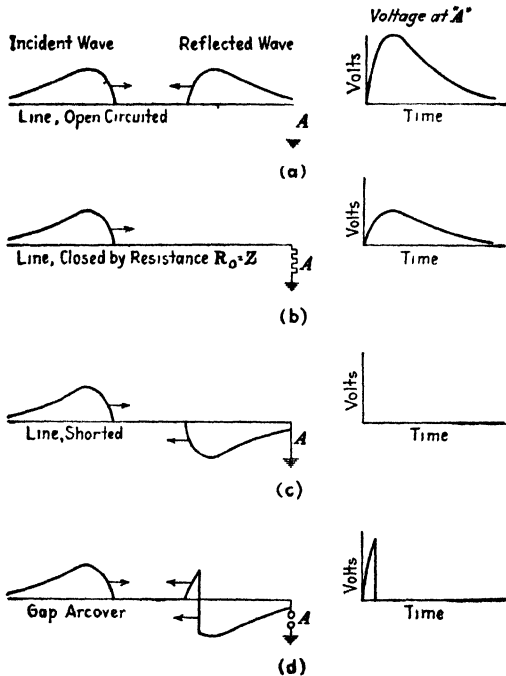 Voltage at "A"
Incident Wave
Reflected Wave
Volts
A
Line, Open Circuited
Time
(a)
Volts
Line, Closed by Resistance R₀=Z
A
Time
(b)
Volts
Line, Shorted
A
Time
(c)
Volts
Gap Arcover
A
Time
(d)